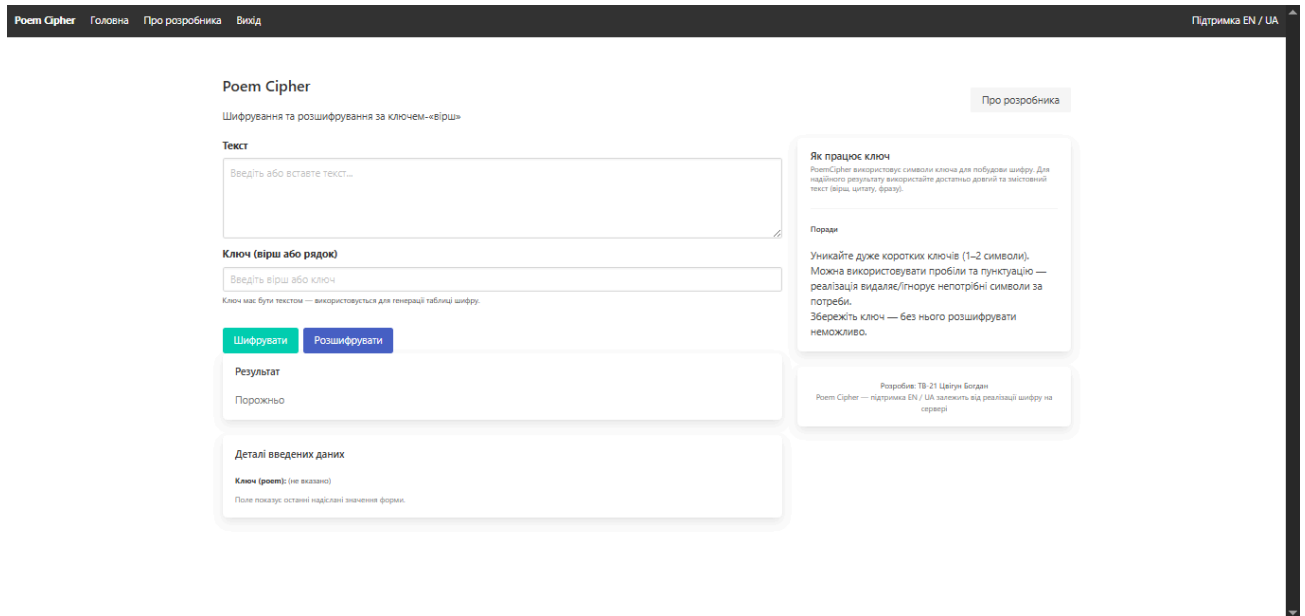 Poem Cipher Головна Про розробника Вихід Підтримка EN / UA
Poem Cipher
Про розробника
Шифрування та розшифрування за ключем-«вірш»
Текст
Введіть або вставте текст...
Ключ (вірш або рядок)
Введіть вірш або ключ
Ключ має бути текстом — використовується для генерації таблиці шифру.
Шифрувати Розшифрувати
Результат
Порожньо
Деталі введених даних
Ключ (poem): (не вказано)
Поле показує останні надіслані значення форми.
Як працює ключ
PoemCipher використовує символи ключа для побудови шифру. Для
надійного результату використайте достатньо довгий та змістовний
текст (вірш, цитату, фразу).
Поради
Уникайте дуже коротких ключів (1–2 символи).
Можна використовувати пробіли та пунктуацію —
реалізація видаляє/ігнорує непотрібні символи за
потреби.
Збережіть ключ — без нього розшифрувати
неможливо.
Розробив: ТВ-21 Цвігун Богдан
Poem Cipher — підтримка EN / UA залежить від реалізації шифру на
сервері